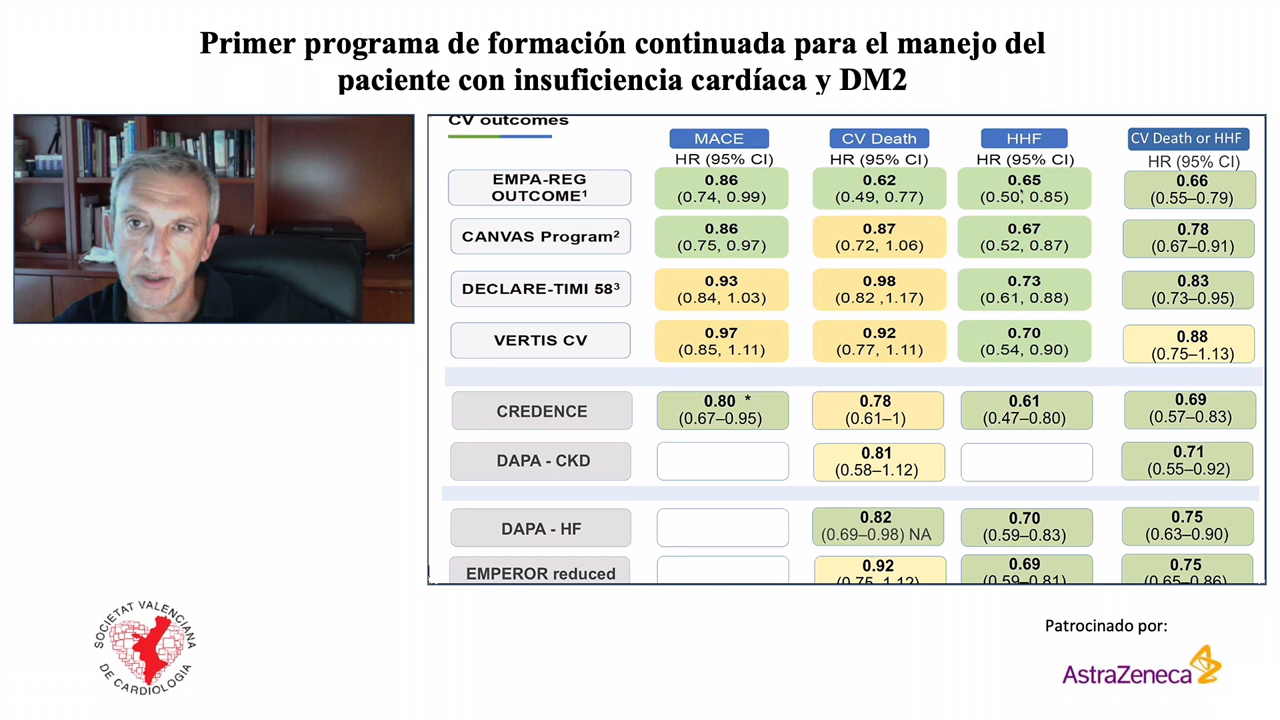 Primer programa de formación continuada para el manejo del
paciente con insuficiencia cardíaca y DM2
CV outcomes
MACE CV Death HHF CV Death or HHF
HR (95% CI) HR (95% CI) HR (95% CI) HR (95% CI)
EMPA-REG OUTCOME¹ 0.86 (0.74, 0.99) 0.62 (0.49, 0.77) 0.65 (0.50, 0.85) 0.66 (0.55–0.79)
CANVAS Program² 0.86 (0.75, 0.97) 0.87 (0.72, 1.06) 0.67 (0.52, 0.87) 0.78 (0.67–0.91)
DECLARE-TIMI 58³ 0.93 (0.84, 1.03) 0.98 (0.82 ,1.17) 0.73 (0.61, 0.88) 0.83 (0.73–0.95)
VERTIS CV 0.97 (0.85, 1.11) 0.92 (0.77, 1.11) 0.70 (0.54, 0.90) 0.88 (0.75–1.13)
CREDENCE 0.80 * (0.67–0.95) 0.78 (0.61–1) 0.61 (0.47–0.80) 0.69 (0.57–0.83)
DAPA - CKD 0.81 (0.58–1.12) 0.71 (0.55–0.92)
DAPA - HF 0.82 (0.69–0.98) NA 0.70 (0.59–0.83) 0.75 (0.63–0.90)
EMPEROR reduced 0.92 (0.75–1.12) 0.69 (0.59–0.81) 0.75 (0.65–0.86)
SOCIETAT VALENCIANA
DE CARDIOLOGIA
Patrocinado por:
AstraZeneca